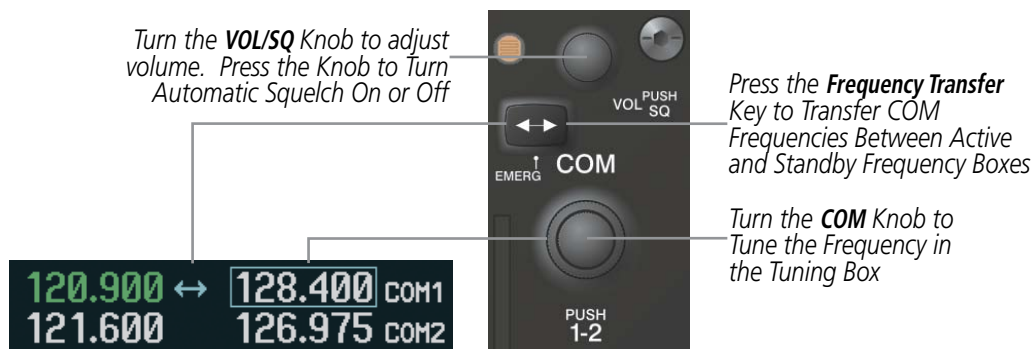 Turn the VOL/SQ Knob to adjust
volume. Press the Knob to Turn
Automatic Squelch On or Off
VOL PUSH
SQ
Press the Frequency Transfer
Key to Transfer COM
Frequencies Between Active
and Standby Frequency Boxes
EMERG
COM
Turn the COM Knob to
Tune the Frequency in
the Tuning Box
120.900 ↔ 128.400 COM1
121.600 126.975 COM2
PUSH
1-2